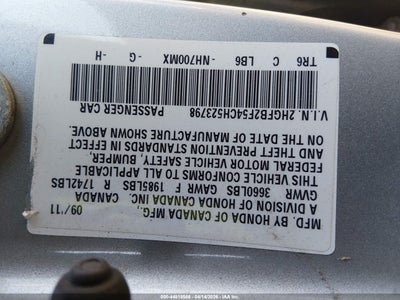 MFD. BY HONDA OF CANADA MFG.,
A DIVISION OF HONDA CANADA INC. CANADA
09/11
GVWR 3660LBS GAWR F 1985LBS R 1742LBS
THIS VEHICLE CONFORMS TO ALL APPLICABLE
FEDERAL MOTOR VEHICLE SAFETY, BUMPER,
AND THEFT PREVENTION STANDARDS IN EFFECT
ON THE DATE OF MANUFACTURE SHOWN ABOVE.
V.I.N. 2HGFB2F54CH523798 PASSENGER CAR
TR6 C LB6 -NH700MX -G -H